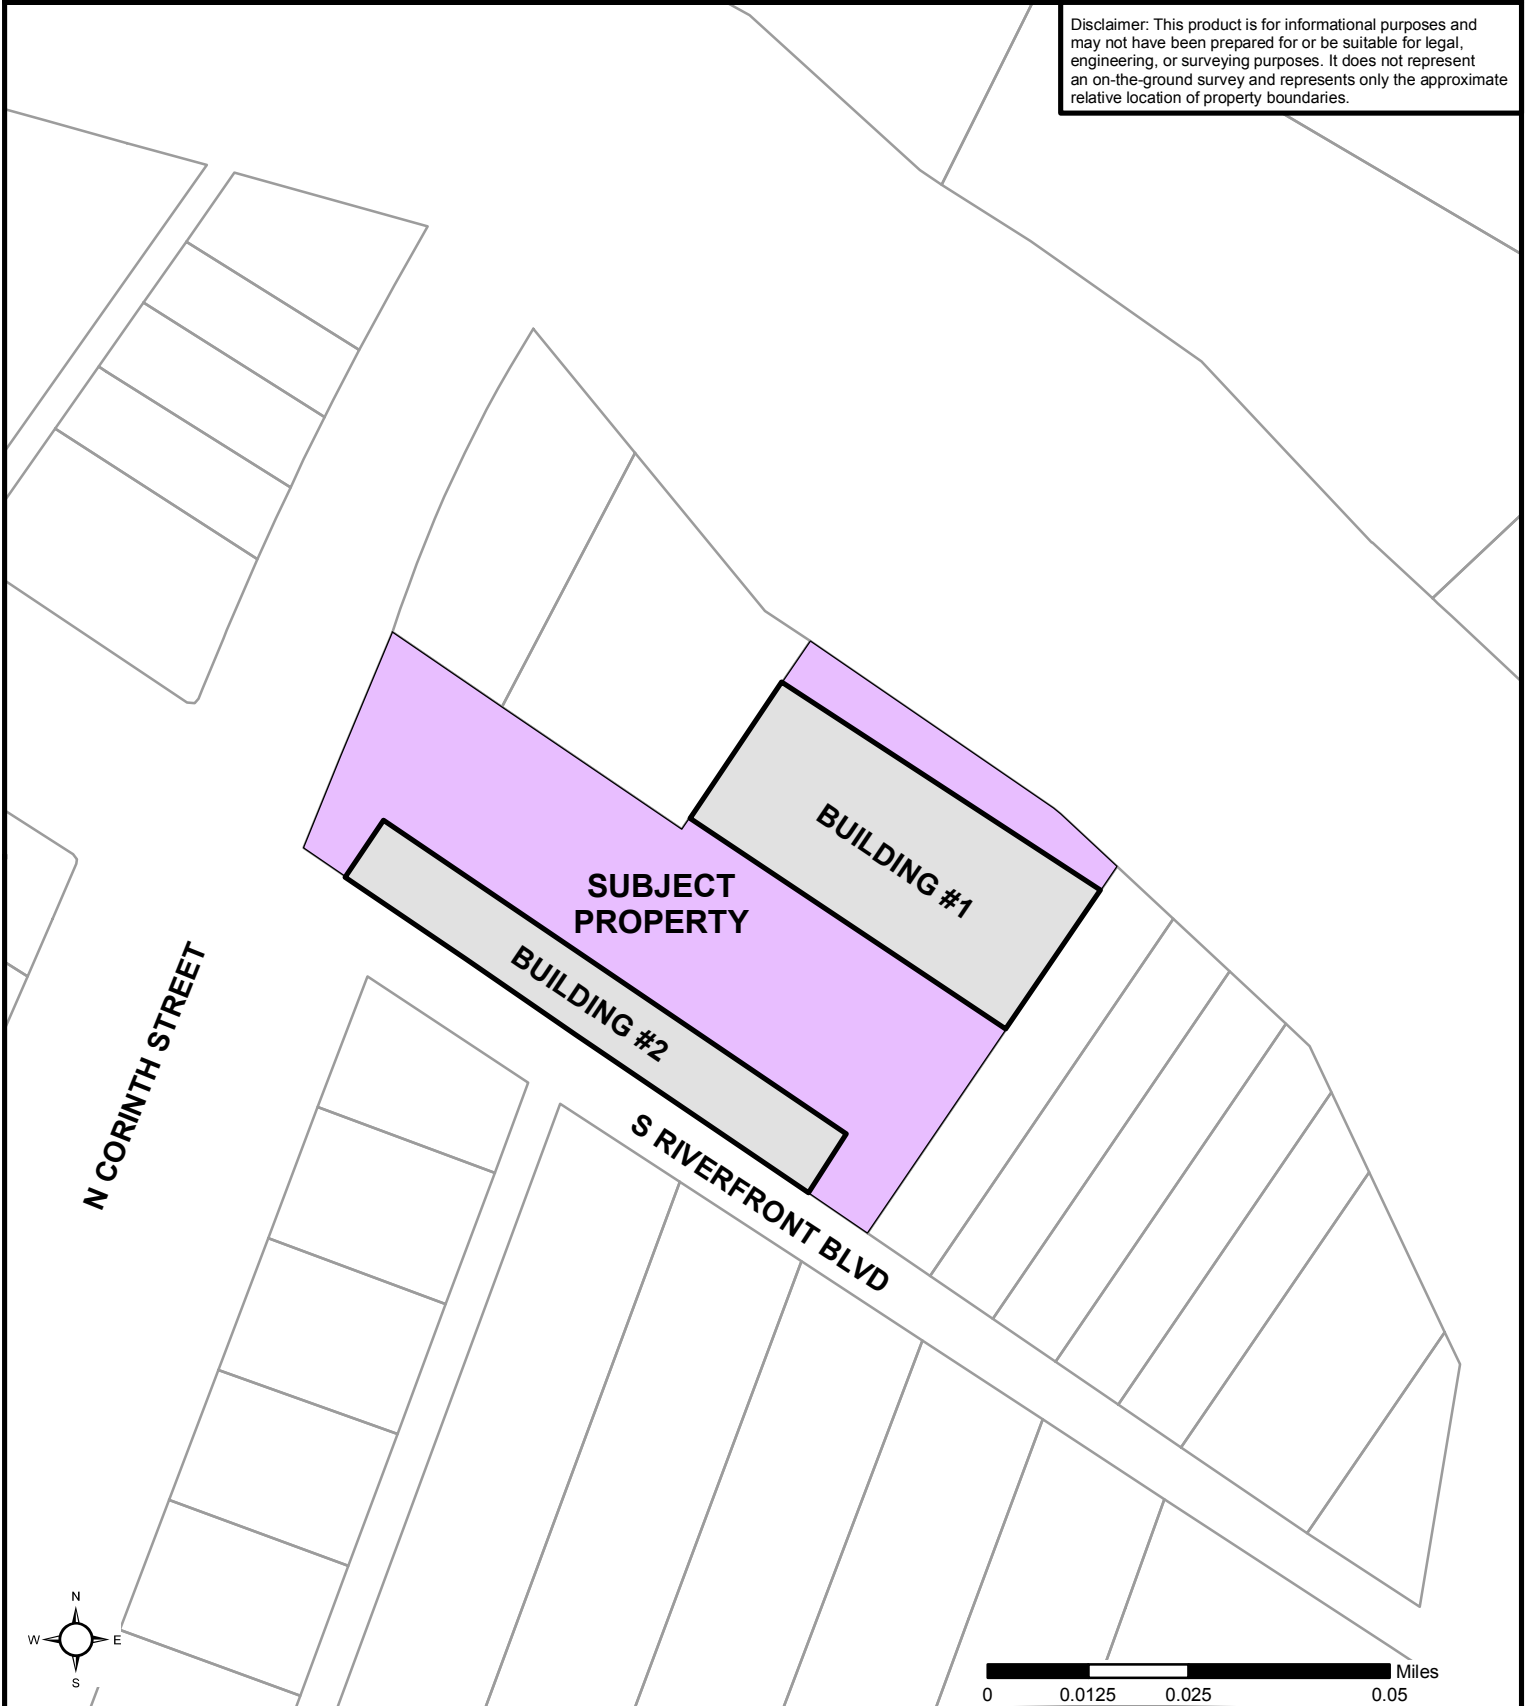 Disclaimer: This product is for informational purposes and
may not have been prepared for or be suitable for legal,
engineering, or surveying purposes. It does not represent
an on-the-ground survey and represents only the approximate
relative location of property boundaries.
BUILDING #1
SUBJECT
PROPERTY
BUILDING #2
N CORINTH STREET
S RIVERFRONT BLVD
N
W E
S
Miles
0 0.0125 0.025 0.05